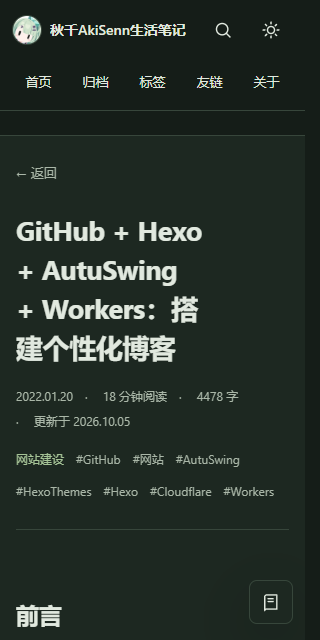 秋千AkiSenn生活笔记
首页 归档 标签 友链 关于
← 返回
GitHub + Hexo
+ AutuSwing
+ Workers：搭
建个性化博客
2022.01.20 · 18 分钟阅读 · 4478 字
· 更新于 2026.10.05
网站建设 #GitHub #网站 #AutuSwing
#HexoThemes #Hexo #Cloudflare #Workers
前言